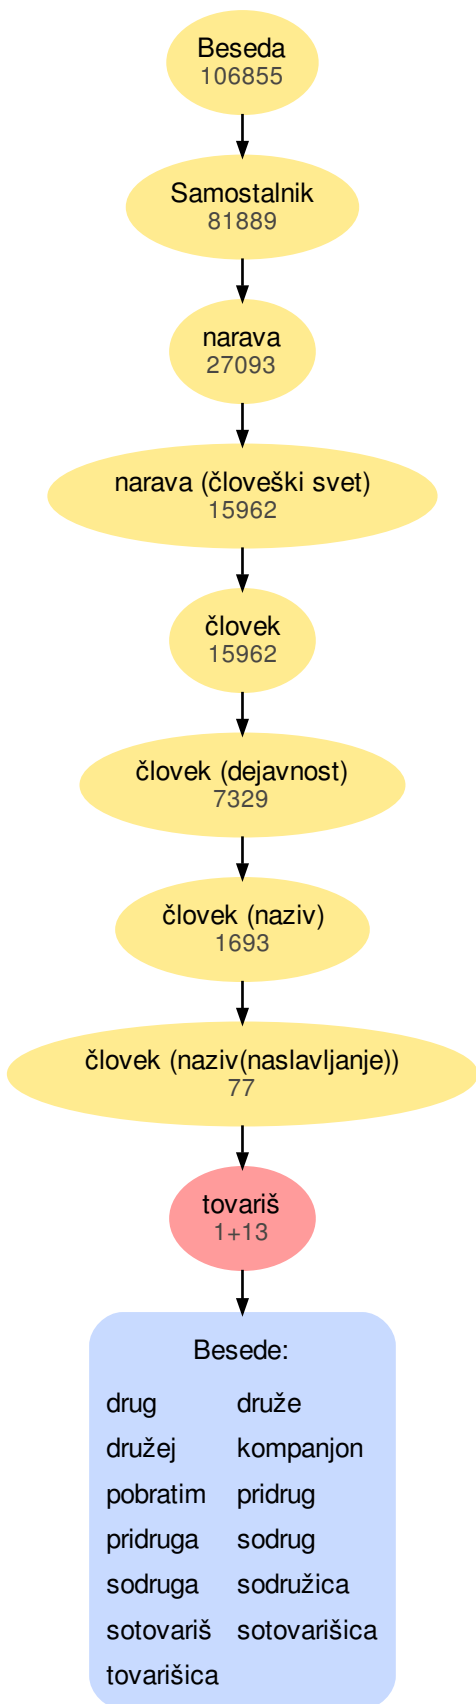 Beseda
106855
Samostalnik
81889
narava
27093
narava (človeški svet)
15962
človek
15962
človek (dejavnost)
7329
človek (naziv)
1693
človek (naziv(naslavljanje))
77
tovariš
1+13
Besede:
drug druže
družej kompanjon
pobratim pridrug
pridruga sodrug
sodruga sodružica
sotovariš sotovarišica
tovarišica